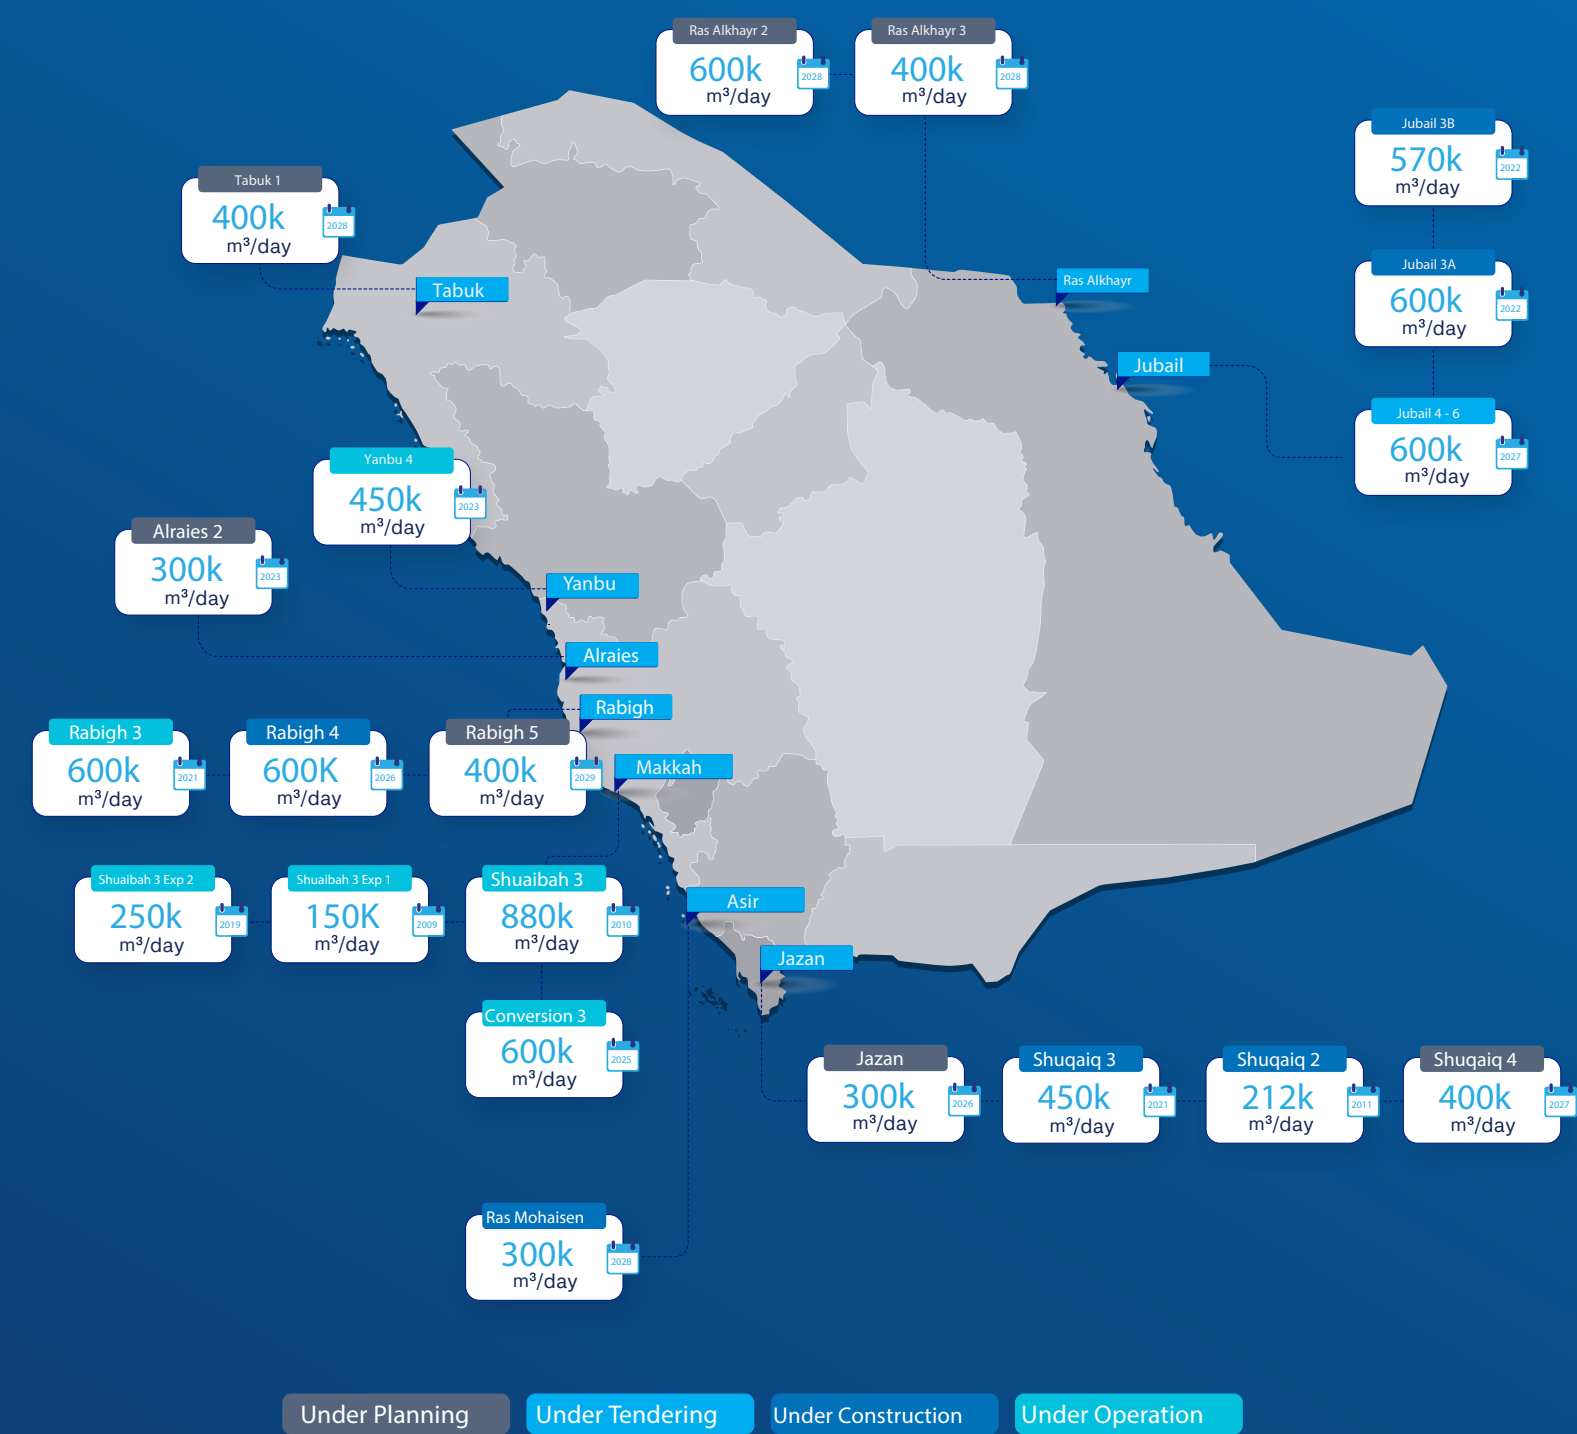 Ras Alkhayr 2
600k
m³/day
2028
Ras Alkhayr 3
400k
m³/day
2028
Jubail 3B
570k
m³/day
2022
Tabuk 1
400k
m³/day
2028
Jubail 3A
600k
m³/day
2022
Tabuk
Ras Alkhayr
Jubail
Jubail 4 - 6
600k
m³/day
2027
Yanbu 4
450k
m³/day
2023
Alraies 2
300k
m³/day
2023
Yanbu
Alraies
Rabigh
Rabigh 3
600k
m³/day
2021
Rabigh 4
600K
m³/day
2026
Rabigh 5
400k
m³/day
2029
Makkah
Shuaibah 3 Exp 2
250k
m³/day
2019
Shuaibah 3 Exp 1
150K
m³/day
2009
Shuaibah 3
880k
m³/day
2010
Asir
Jazan
Conversion 3
600k
m³/day
2025
Jazan
300k
m³/day
2026
Shuqaiq 3
450k
m³/day
2021
Shuqaiq 2
212k
m³/day
2011
Shuqaiq 4
400k
m³/day
2027
Ras Mohaisen
300k
m³/day
2028
Under Planning
Under Tendering
Under Construction
Under Operation